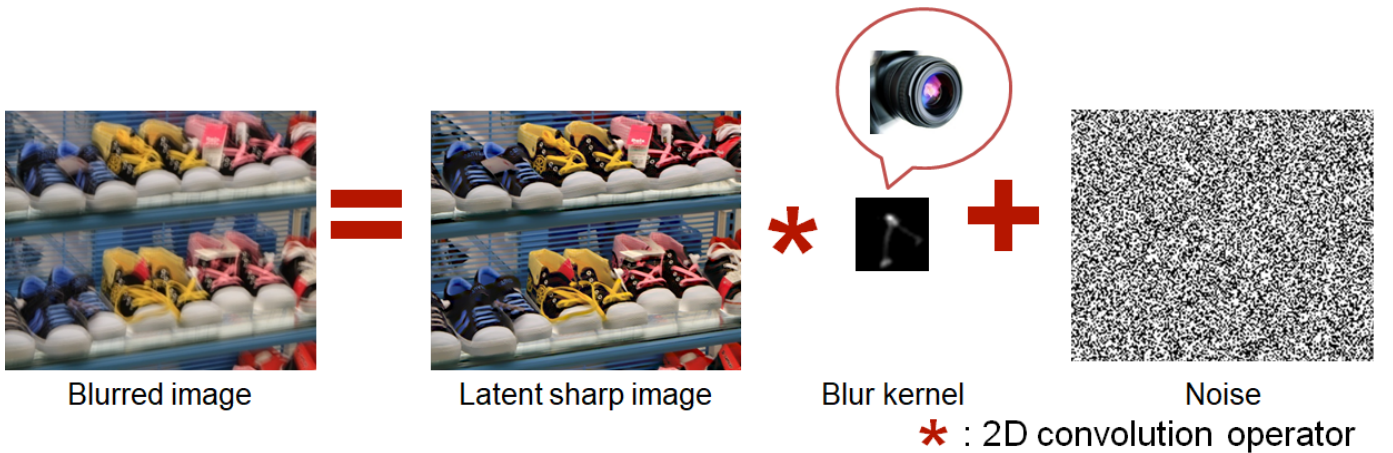 Blurred image
Latent sharp image
Blur kernel
Noise
* : 2D convolution operator